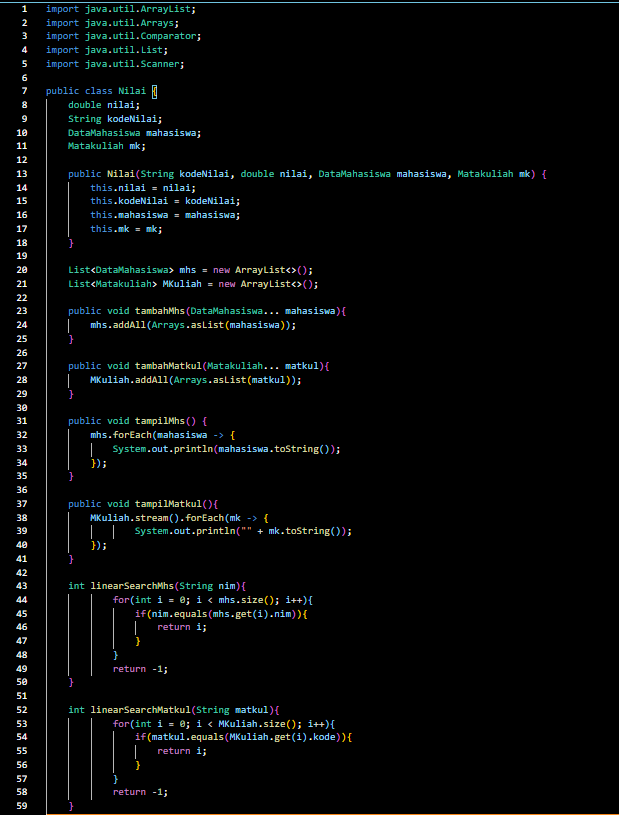 1 import java.util.ArrayList;
2 import java.util.Arrays;
3 import java.util.Comparator;
4 import java.util.List;
5 import java.util.Scanner;
6
7 public class Nilai {
8 double nilai;
9 String kodeNilai;
10 DataMahasiswa mahasiswa;
11 Matakuliah mk;
12
13 public Nilai(String kodeNilai, double nilai, DataMahasiswa mahasiswa, Matakuliah mk) {
14 this.nilai = nilai;
15 this.kodeNilai = kodeNilai;
16 this.mahasiswa = mahasiswa;
17 this.mk = mk;
18 }
19
20 List<DataMahasiswa> mhs = new ArrayList<>();
21 List<Matakuliah> MKuliah = new ArrayList<>();
22
23 public void tambahMhs(DataMahasiswa... mahasiswa){
24 mhs.addAll(Arrays.asList(mahasiswa));
25 }
26
27 public void tambahMatkul(Matakuliah... matkul){
28 MKuliah.addAll(Arrays.asList(matkul));
29 }
30
31 public void tampilMhs() {
32 mhs.forEach(mahasiswa -> {
33 System.out.println(mahasiswa.toString());
34 });
35 }
36
37 public void tampilMatkul(){
38 MKuliah.stream().forEach(mk -> {
39 System.out.println("" + mk.toString());
40 });
41 }
42
43 int linearSearchMhs(String nim){
44 for(int i = 0; i < mhs.size(); i++){
45 if(nim.equals(mhs.get(i).nim)){
46 return i;
47 }
48 }
49 return -1;
50 }
51
52 int linearSearchMatkul(String matkul){
53 for(int i = 0; i < MKuliah.size(); i++){
54 if(matkul.equals(MKuliah.get(i).kode)){
55 return i;
56 }
57 }
58 return -1;
59 }